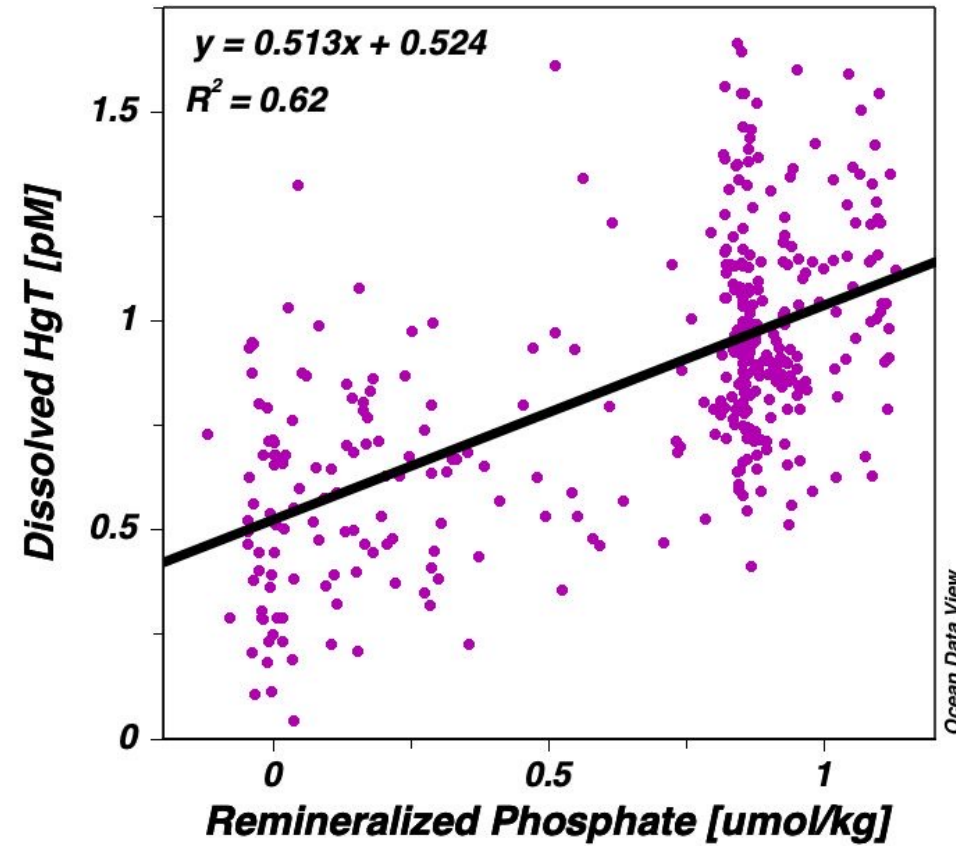 y = 0.513x + 0.524
R² = 0.62
1.5
1
0.5
0
Dissolved HgT [pM]
0 0.5 1
Remineralized Phosphate [umol/kg]
Ocean Data View